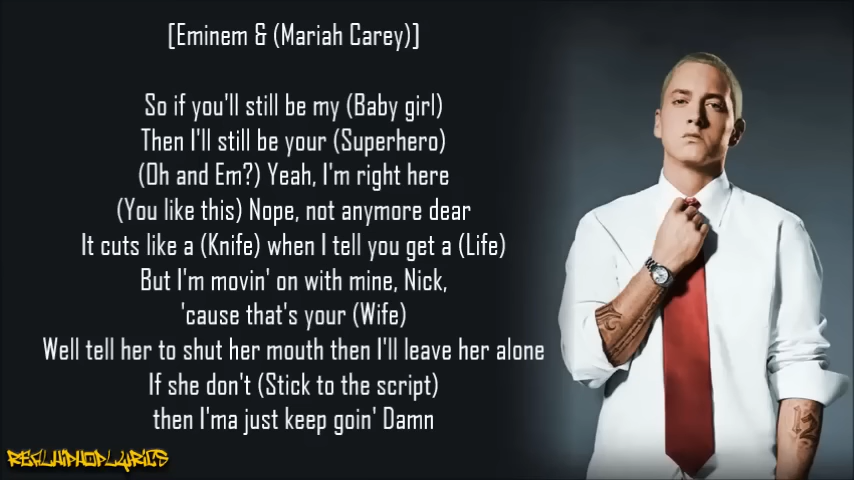 [Eminem & (Mariah Carey)]
So if you'll still be my (Baby girl)
Then I'll still be your (Superhero)
(Oh and Em?) Yeah, I'm right here
(You like this) Nope, not anymore dear
It cuts like a (Knife) when I tell you get a (Life)
But I'm movin' on with mine, Nick,
'cause that's your (Wife)
Well tell her to shut her mouth then I'll leave her alone
If she don't (Stick to the script)
then I'ma just keep goin' Damn
REALHIPHOPLYRICS